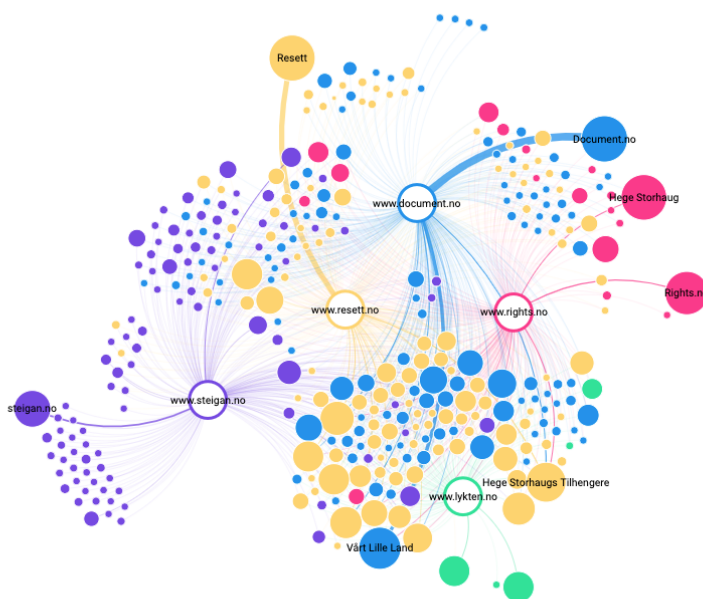 Resett
Document.no
Hege Storhaug
www.document.no
Rights.n
www.resett.no
www.rights.no
www.steigan.no
steigan.no
Hege Storhaugs Tilhengere
www.lykten.no
Vårt Lille Land